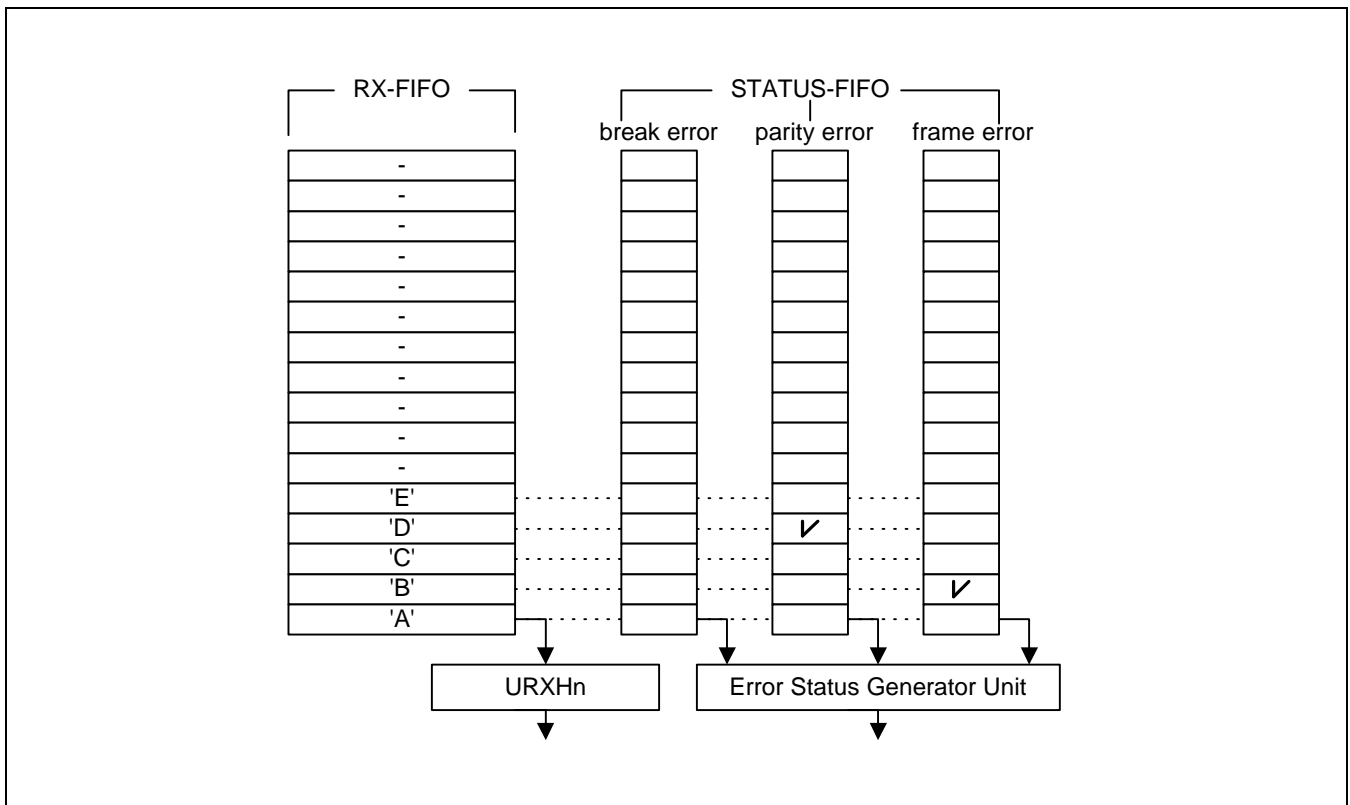 RX-FIFO STATUS-FIFO
break error parity error frame error
-
-
-
-
-
-
-
-
-
-
-
'E'
'D'
'C'
'B'
'A'
URXHn Error Status Generator Unit